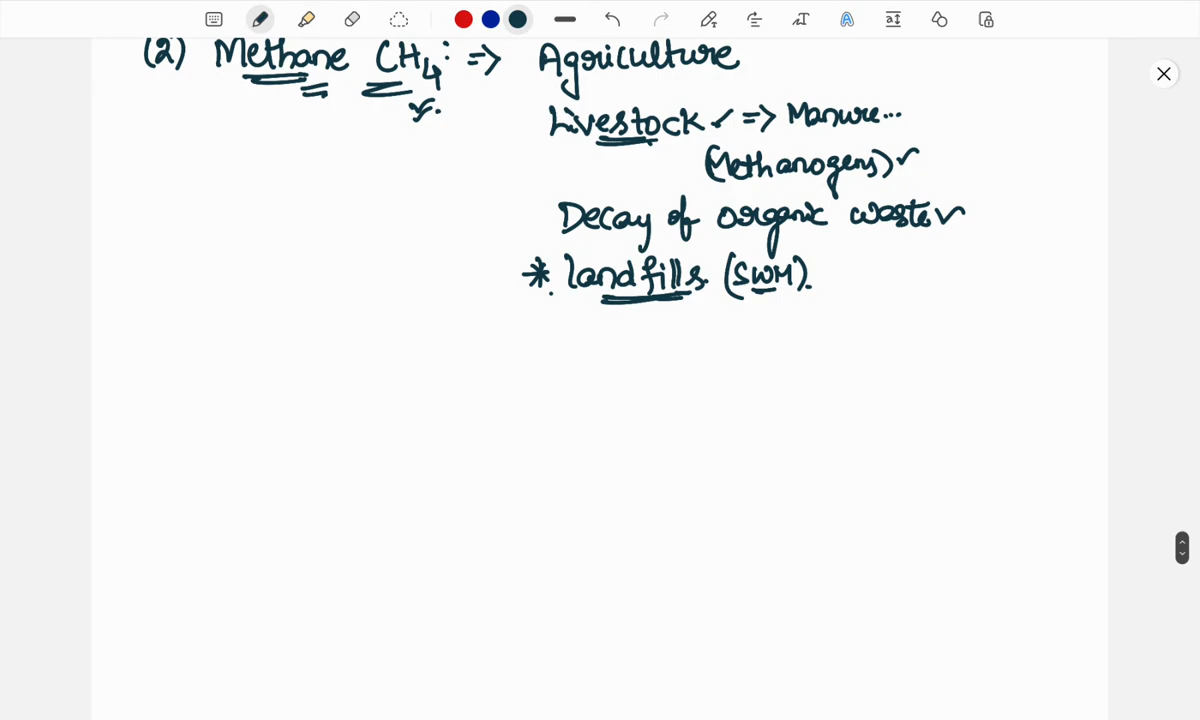 (2) Methane CH4 : => Agriculture
Livestock ✓ => Manure...
(Methanogens) ✓
Decay of organic waste ✓
* landfills. (SWM).